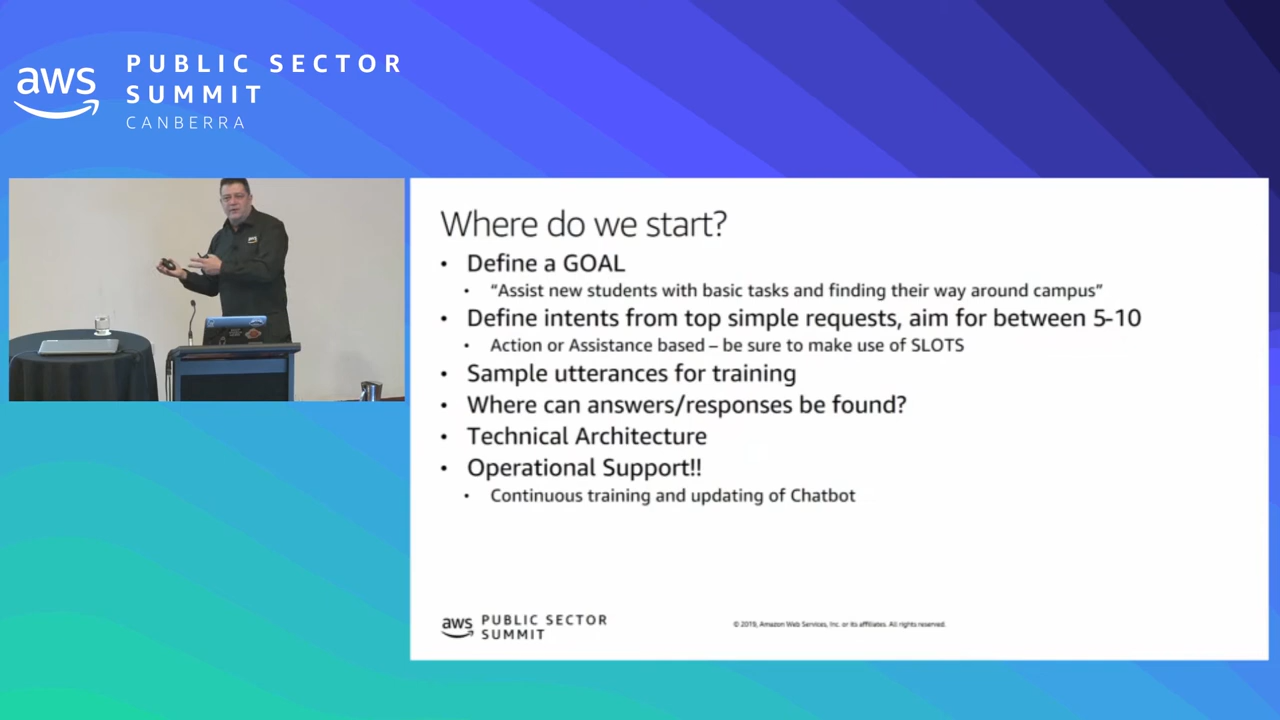 aws
PUBLIC SECTOR
SUMMIT
CANBERRA
Where do we start?
• Define a GOAL
• “Assist new students with basic tasks and finding their way around campus”
• Define intents from top simple requests, aim for between 5-10
• Action or Assistance based – be sure to make use of SLOTS
• Sample utterances for training
• Where can answers/responses be found?
• Technical Architecture
• Operational Support!!
• Continuous training and updating of Chatbot
aws
PUBLIC SECTOR
SUMMIT
© 2019, Amazon Web Services, Inc. or its affiliates. All rights reserved.